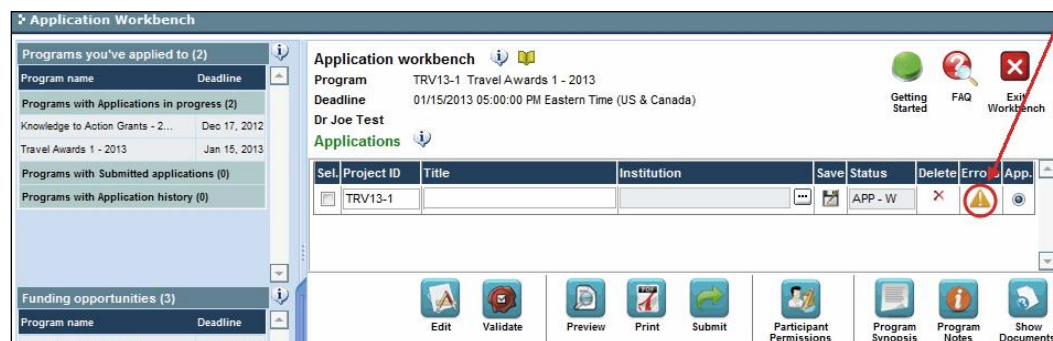 Application Workbench
Programs you've applied to (2)
Program name Deadline
Programs with Applications in progress (2)
Knowledge to Action Grants - 2... Dec 17, 2012
Travel Awards 1 - 2013 Jan 15, 2013
Programs with Submitted applications (0)
Programs with Application history (0)
Funding opportunities (3)
Program name Deadline
Application workbench
Program TRV13-1 Travel Awards 1 - 2013
Deadline 01/15/2013 05:00:00 PM Eastern Time (US & Canada)
Dr Joe Test
Applications
Getting Started
FAQ
Exit Workbench
Sel. Project ID Title Institution Save Status Delete Errors App.
TRV13-1 ... APP - W
Edit Validate Preview Print Submit Participant Permissions Program Synopsis Program Notes Show Documents